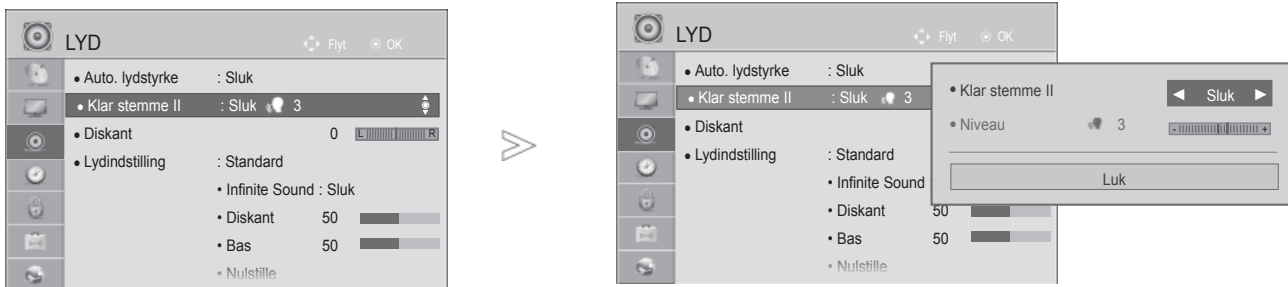 LYD
Flyt OK
• Auto. lydstyrke : Sluk
• Klar stemme II : Sluk 3
• Diskant 0 L R
• Lydindstilling : Standard
• Infinite Sound : Sluk
• Diskant 50
• Bas 50
• Nulstille
LYD
Flyt OK
• Auto. lydstyrke : Sluk
• Klar stemme II : Sluk 3
• Diskant
• Lydindstilling : Standard
• Infinite Sound :
• Diskant 50
• Bas 50
• Nulstille
• Klar stemme II ◄ Sluk ►
• Niveau 3 - +
Luk